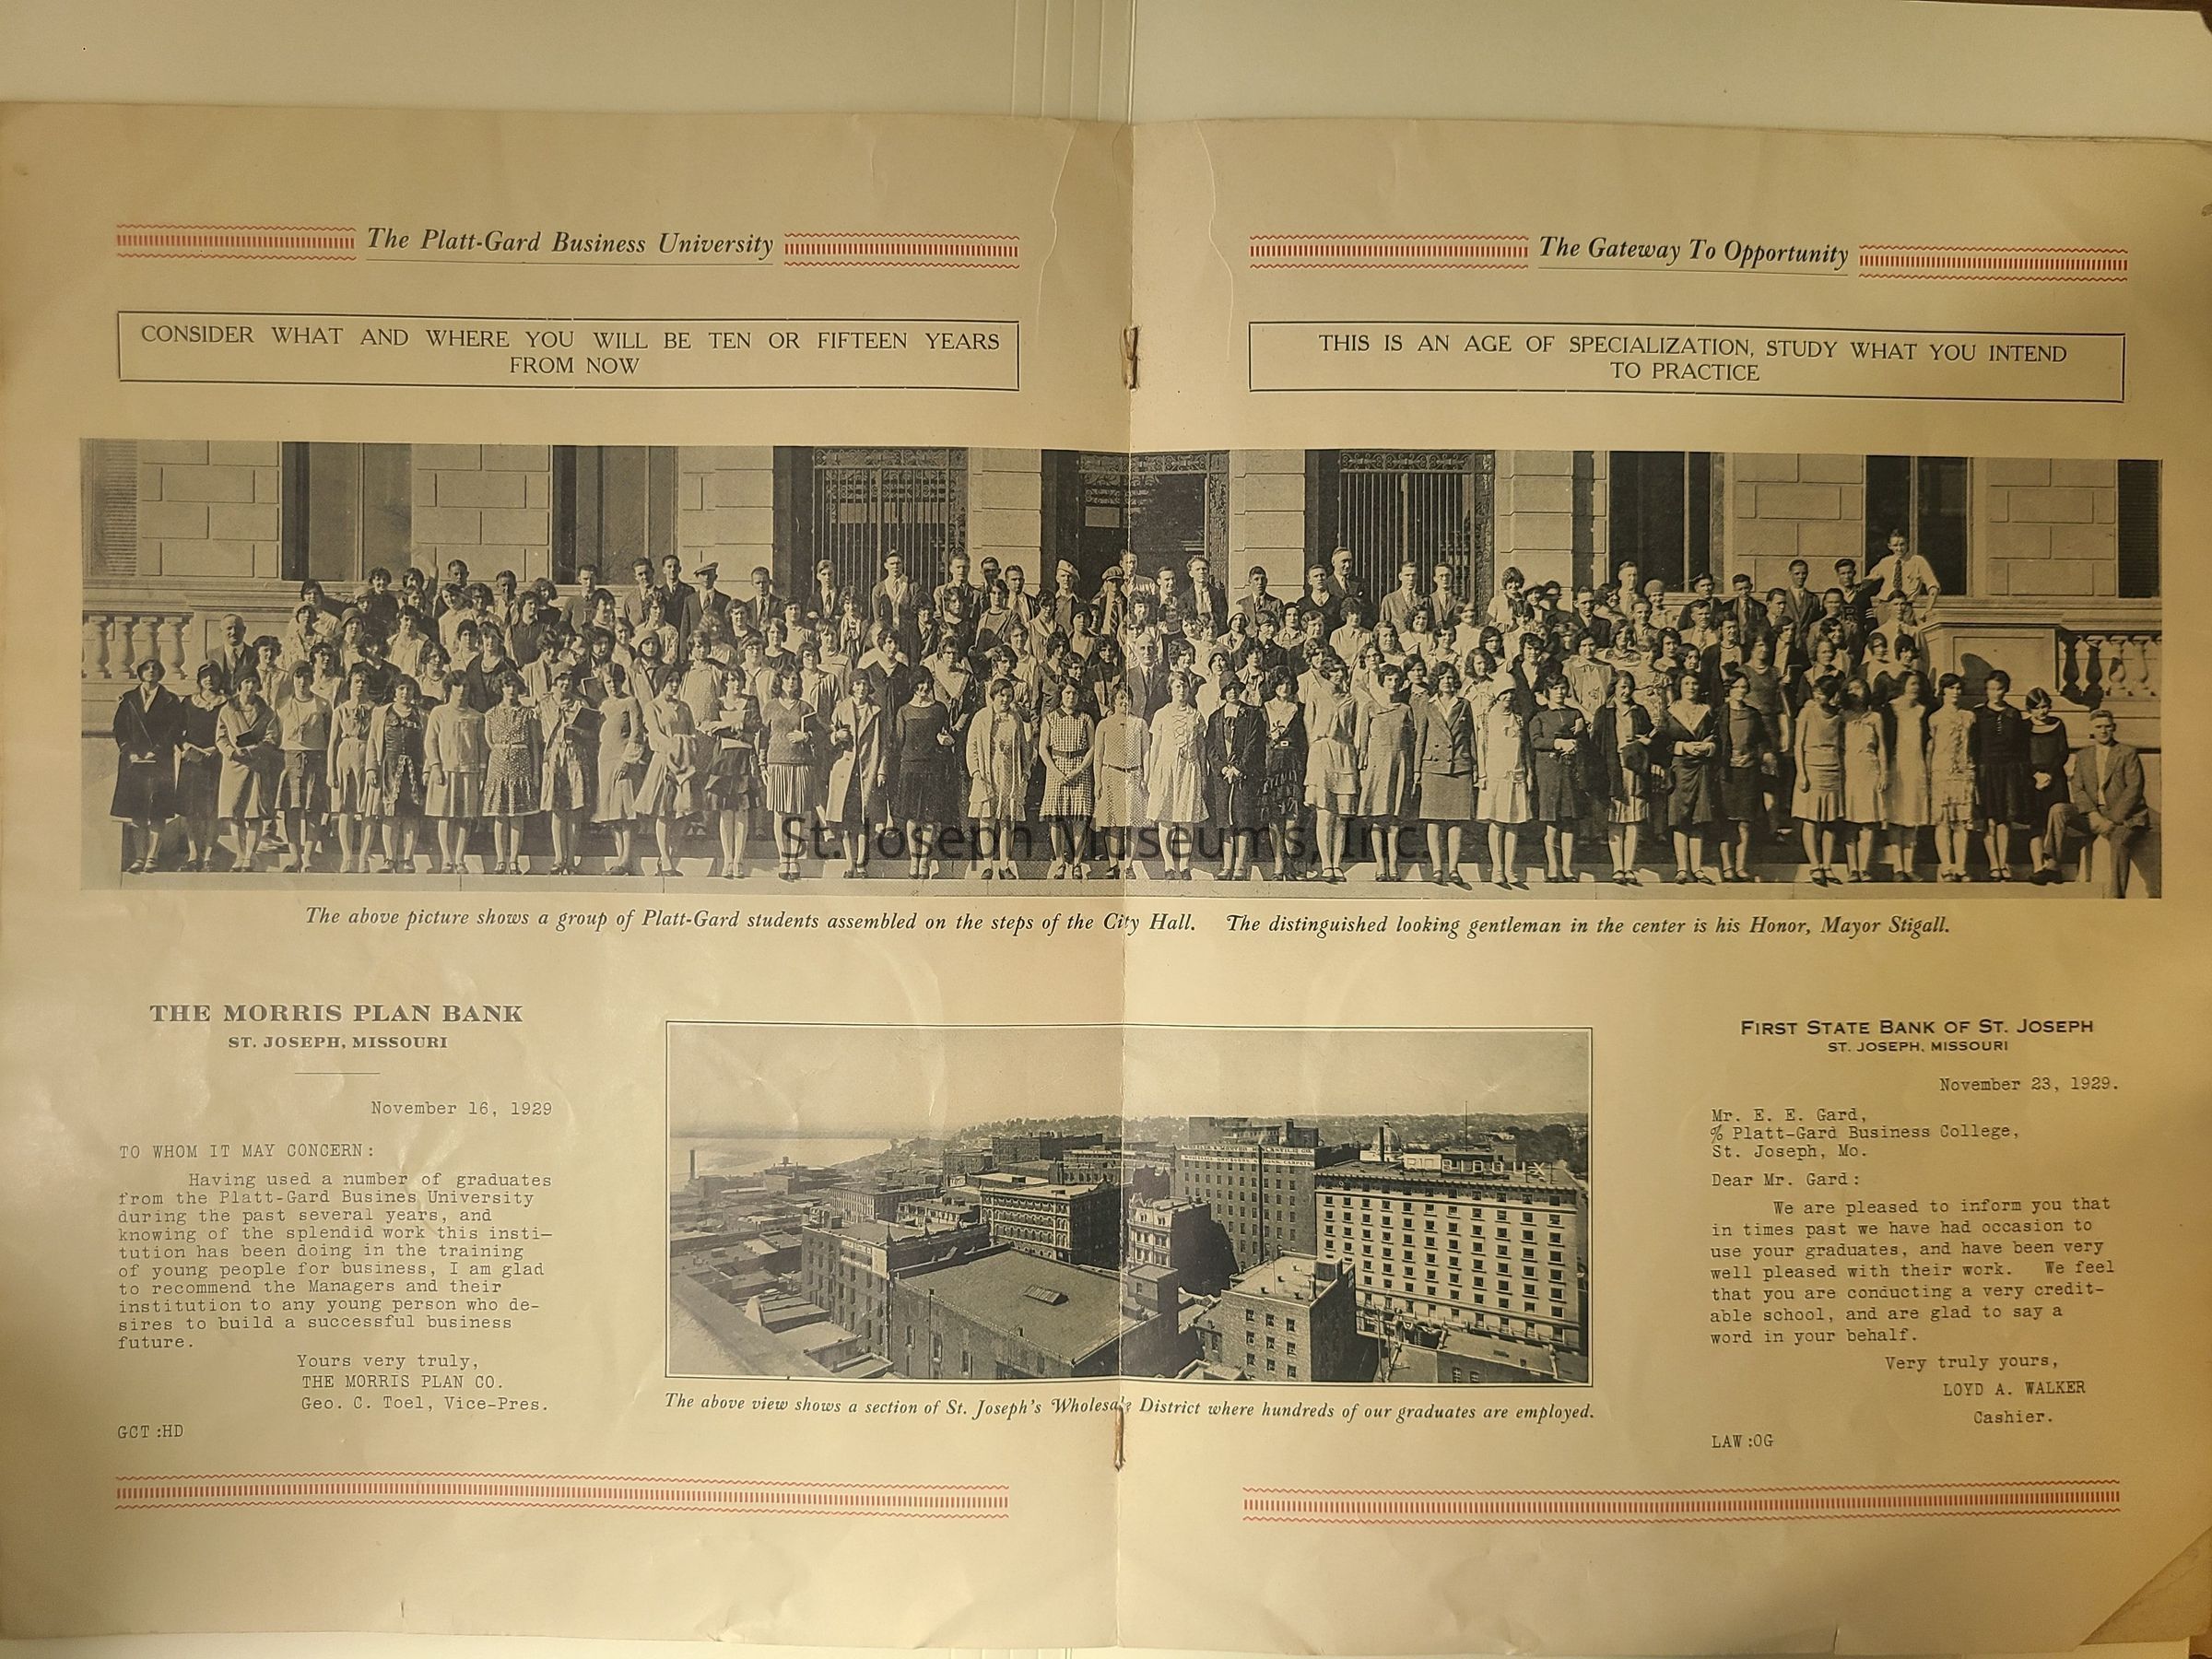 The Platt-Gard Business University
CONSIDER WHAT AND WHERE YOU WILL BE TEN OR FIFTEEN YEARS
FROM NOW
The Gateway To Opportunity
THIS IS AN AGE OF SPECIALIZATION, STUDY WHAT YOU INTEND
TO PRACTICE
St. Joseph Museums, Inc.
The above picture shows a group of Platt-Gard students assembled on the steps of the City Hall. The distinguished looking gentleman in the center is his Honor, Mayor Stigall.
THE MORRIS PLAN BANK
ST. JOSEPH, MISSOURI
November 16, 1929
TO WHOM IT MAY CONCERN:
Having used a number of graduates
from the Platt-Gard Busines University
during the past several years, and
knowing of the splendid work this insti-
tution has been doing in the training
of young people for business, I am glad
to recommend the Managers and their
institution to any young person who de-
sires to build a successful business
future.
Yours very truly,
THE MORRIS PLAN CO.
Geo. C. Toel, Vice-Pres.
GCT:HD
The above view shows a section of St. Joseph's Wholesale District where hundreds of our graduates are employed.
FIRST STATE BANK OF ST. JOSEPH
ST. JOSEPH, MISSOURI
November 23, 1929.
Mr. E. E. Gard,
% Platt-Gard Business College,
St. Joseph, Mo.
Dear Mr. Gard:
We are pleased to inform you that
in times past we have had occasion to
use your graduates, and have been very
well pleased with their work. We feel
that you are conducting a very credit-
able school, and are glad to say a
word in your behalf.
Very truly yours,
LOYD A. WALKER
Cashier.
LAW:OG